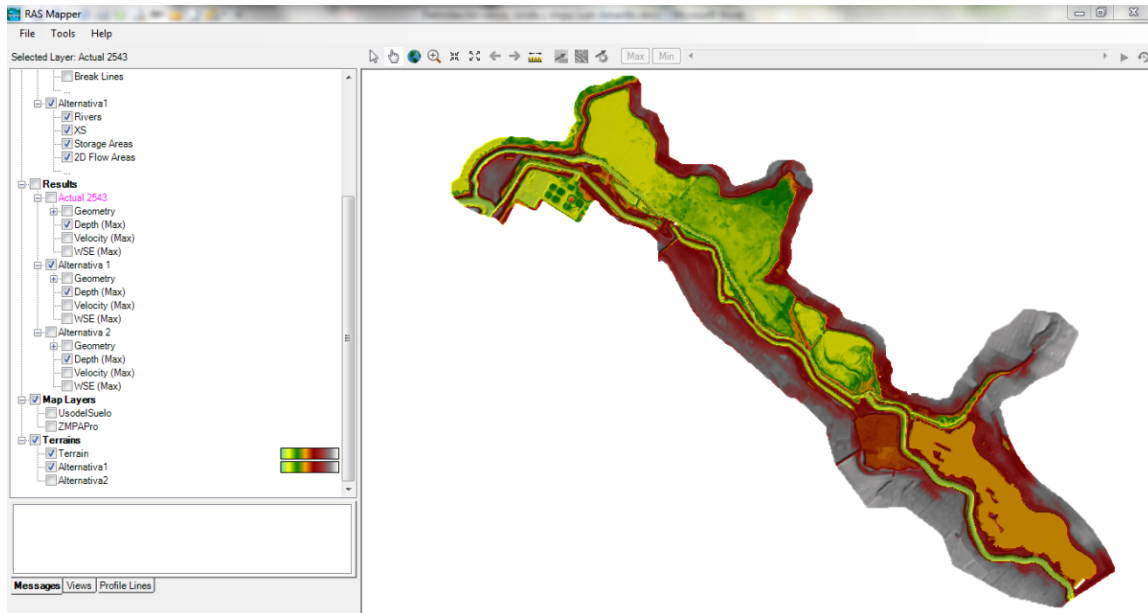 RAS Mapper
File Tools Help
Selected Layer: Actual 2543
Max Min
Break Lines
...
Alternativa1
Rivers
XS
Storage Areas
2D Flow Areas
...
Results
Actual 2543
Geometry
Depth (Max)
Velocity (Max)
WSE (Max)
Alternativa 1
Geometry
Depth (Max)
Velocity (Max)
WSE (Max)
Alternativa 2
Geometry
Depth (Max)
Velocity (Max)
WSE (Max)
Map Layers
UsodelSuelo
ZMPAPro
Terrains
Terrain
Alternativa1
Alternativa2
Messages Views Profile Lines